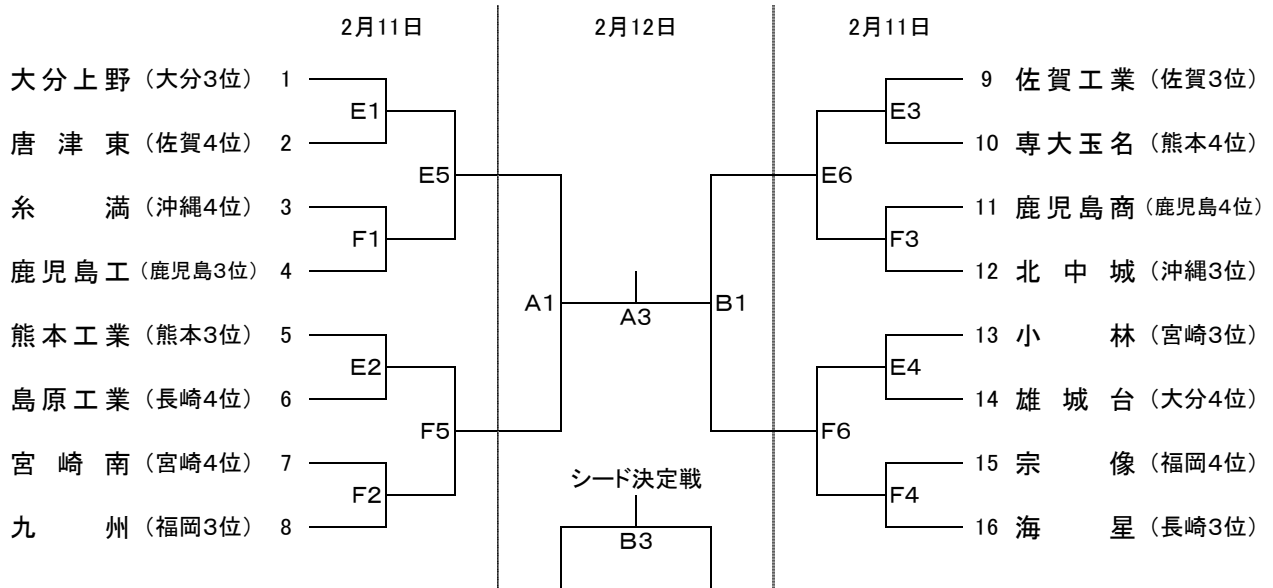 2月11日 2月12日 2月11日
大分上野（大分3位） 1 9 佐賀工業（佐賀3位）
E1 E3
唐津東（佐賀4位） 2 10 専大玉名（熊本4位）
E5 E6
糸満（沖縄4位） 3 11 鹿児島商（鹿児島4位）
F1 F3
鹿児島工（鹿児島3位） 4 12 北中城（沖縄3位）
A1 A3 B1
熊本工業（熊本3位） 5 13 小林（宮崎3位）
E2 E4
島原工業（長崎4位） 6 14 雄城台（大分4位）
F5 F6
宮崎南（宮崎4位） 7 15 宗像（福岡4位）
シード決定戦
F2 F4
九州（福岡3位） 8 16 海星（長崎3位）
B3